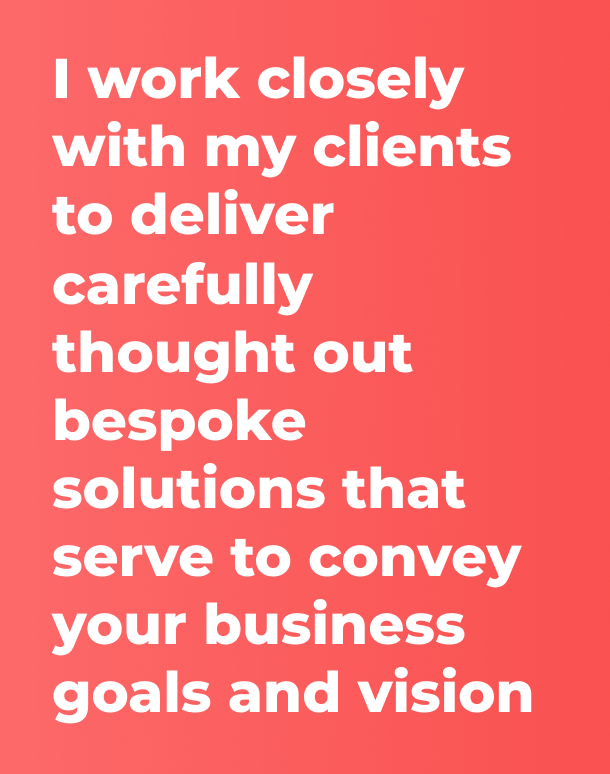 I work closely
with my clients
to deliver
carefully
thought out
bespoke
solutions that
serve to convey
your business
goals and vision